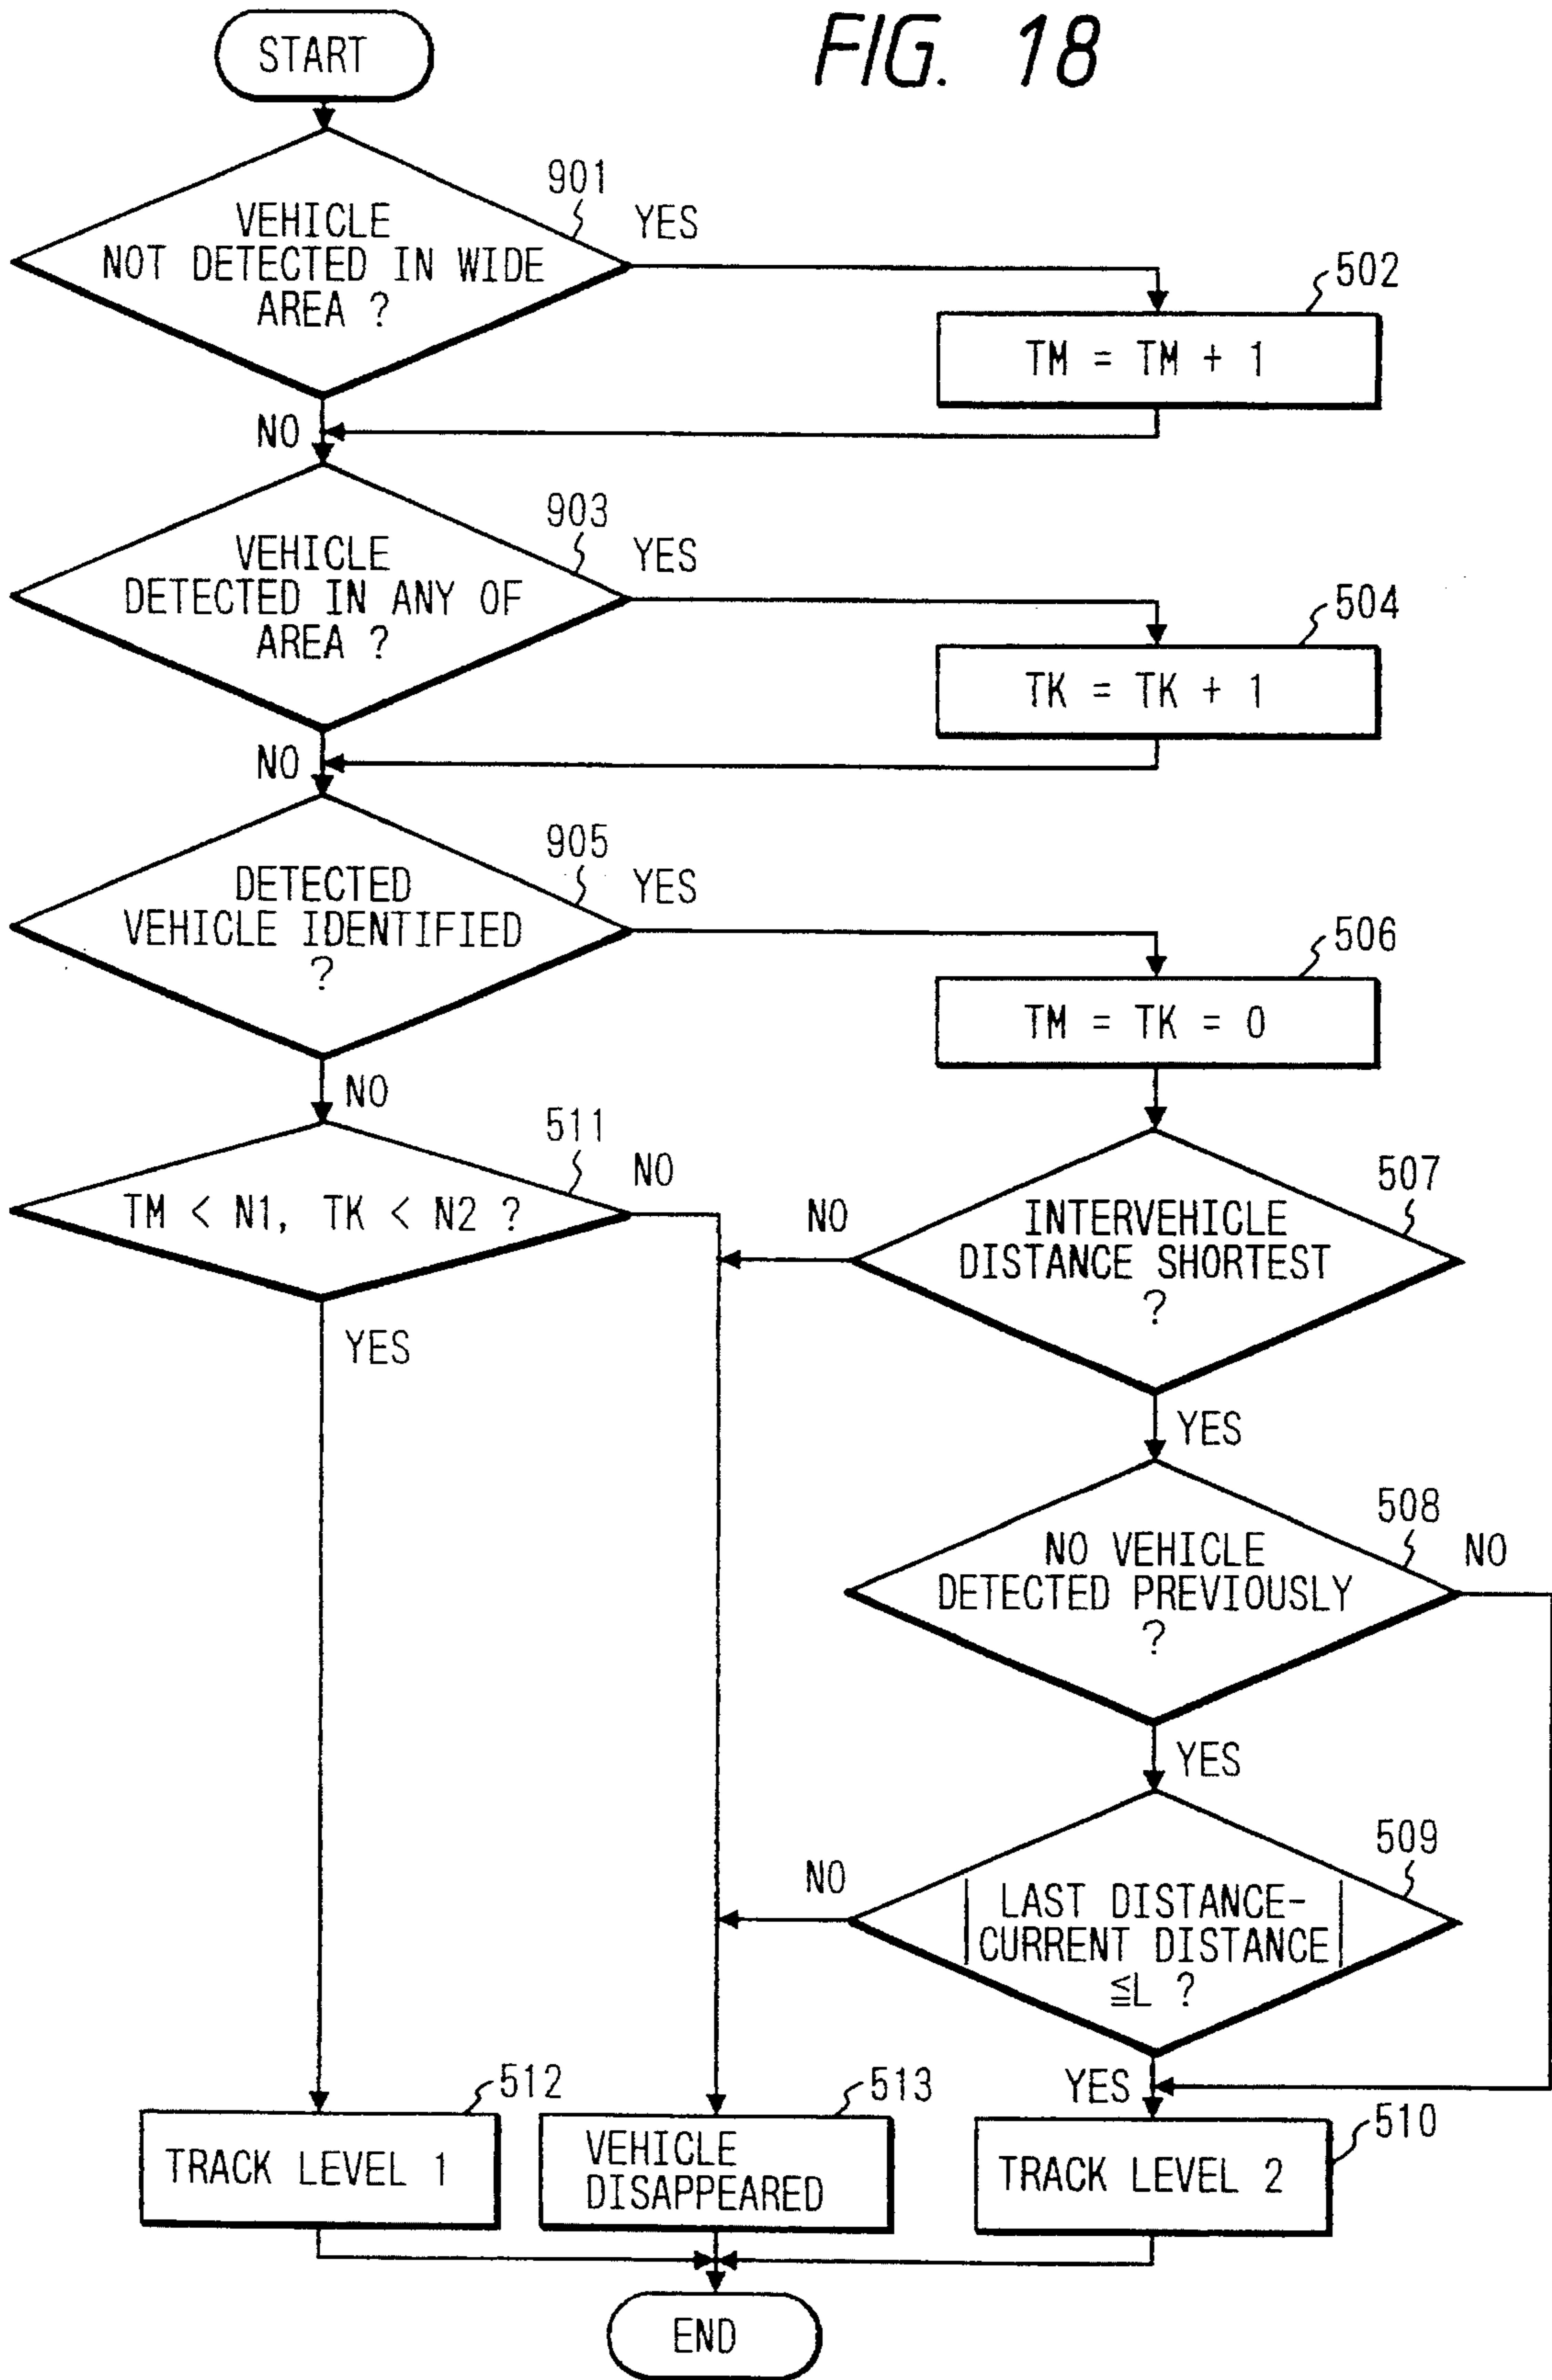 FIG. 18
START
901
VEHICLE
NOT DETECTED IN WIDE
AREA ?
YES
502
TM = TM + 1
NO
903
VEHICLE
DETECTED IN ANY OF
AREA ?
YES
504
TK = TK + 1
NO
905
DETECTED
VEHICLE IDENTIFIED
?
YES
506
TM = TK = 0
NO
511
TM < N1, TK < N2 ?
NO
YES
507
INTERVEHICLE
DISTANCE SHORTEST
?
NO
YES
508
NO VEHICLE
DETECTED PREVIOUSLY
?
NO
YES
509
| LAST DISTANCE-
CURRENT DISTANCE |
≦L ?
NO
YES
512
TRACK LEVEL 1
513
VEHICLE
DISAPPEARED
510
TRACK LEVEL 2
END